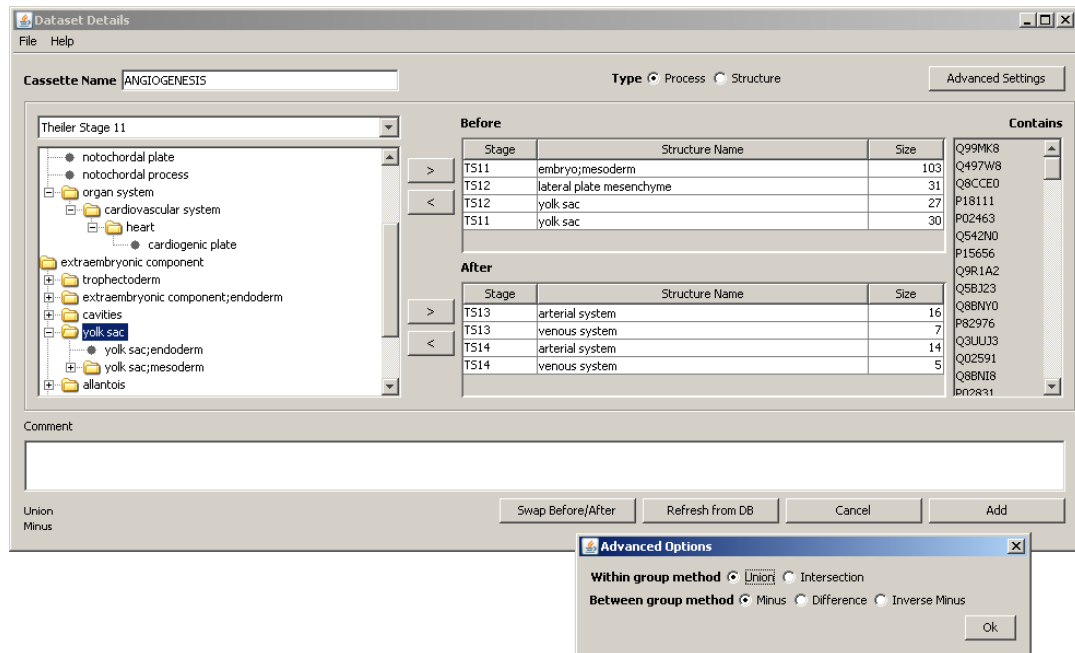 Dataset Details
File Help
Cassette Name ANGIOGENESIS
Type Process Structure
Advanced Settings
Theiler Stage 11
notochordal plate
notochordal process
organ system
cardiovascular system
heart
cardiogenic plate
extraembryonic component
trophectoderm
extraembryonic component;endoderm
cavities
yolk sac
yolk sac;endoderm
yolk sac;mesoderm
allantois
>
<
>
<
Before
Stage Structure Name Size
TS11 embryo;mesoderm 103
TS12 lateral plate mesenchyme 31
TS12 yolk sac 27
TS11 yolk sac 30
After
Stage Structure Name Size
TS13 arterial system 16
TS13 venous system 7
TS14 arterial system 14
TS14 venous system 5
Contains
Q99MK8
Q497W8
Q8CCE0
P18111
P02463
Q542N0
P15656
Q9R1A2
Q5BJ23
Q8BNY0
P82976
Q3UUJ3
Q02591
Q8BNI8
P02831
Comment
Union
Minus
Swap Before/After Refresh from DB Cancel Add
Advanced Options
Within group method Union Intersection
Between group method Minus Difference Inverse Minus
Ok